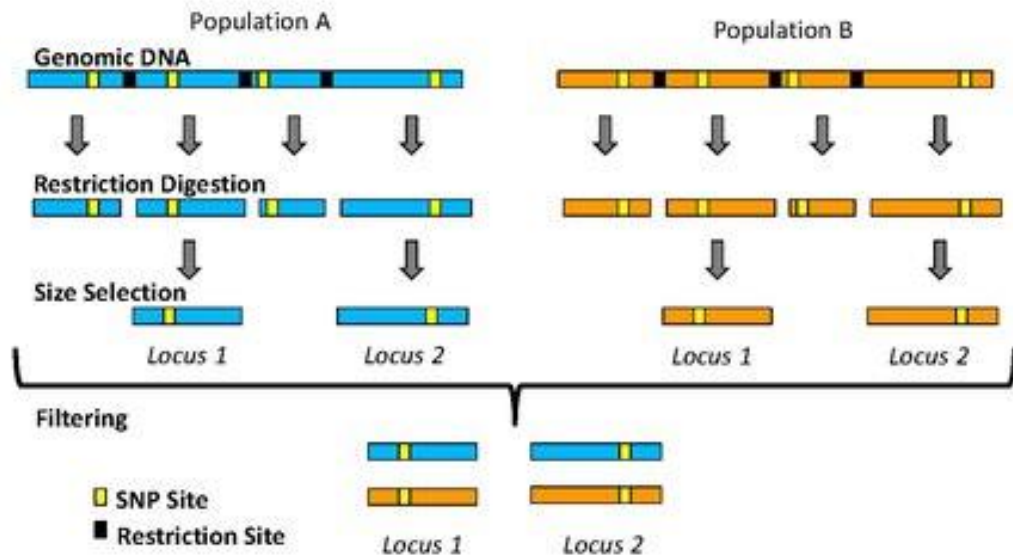 Population A
Population B
Genomic DNA
Restriction Digestion
Size Selection
Locus 1
Locus 2
Locus 1
Locus 2
Filtering
SNP Site
Restriction Site
Locus 1
Locus 2